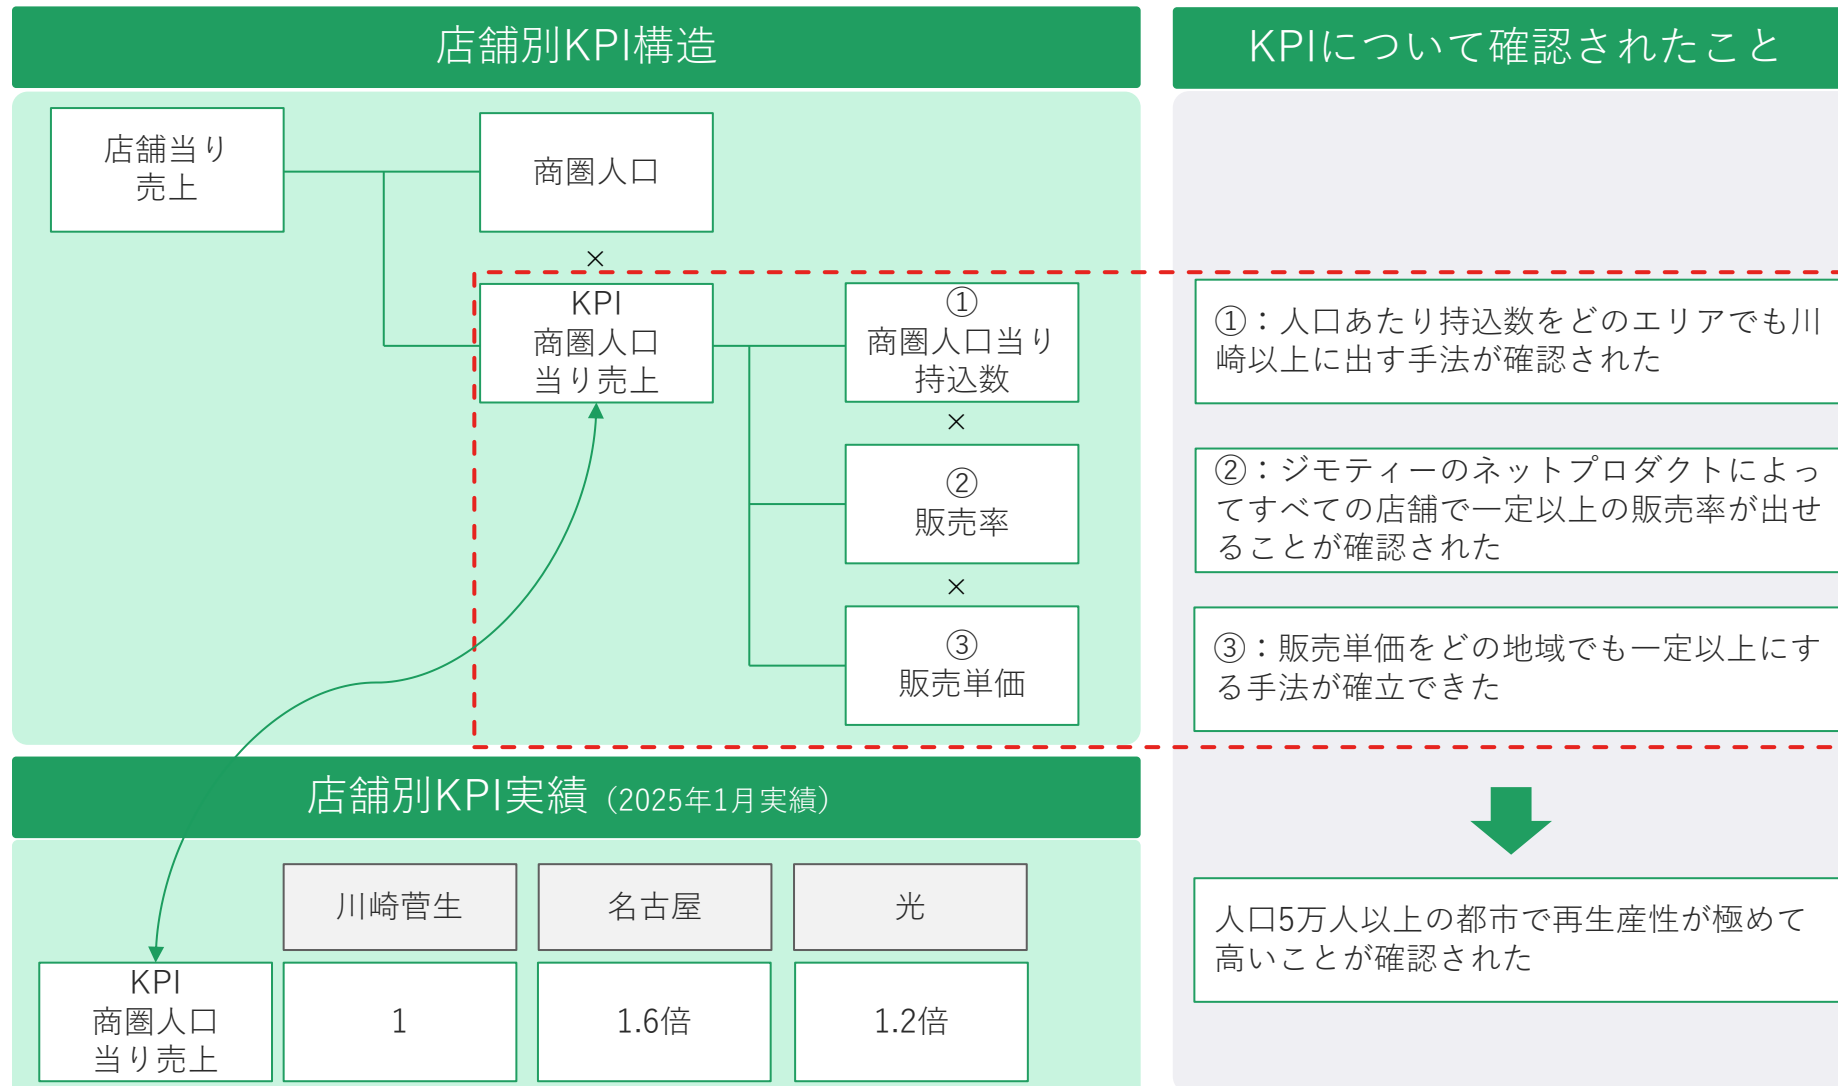 店舗別KPI構造
店舗当り
売上
商圏人口
×
KPI
商圏人口
当り売上
①
商圏人口当り
持込数
×
②
販売率
×
③
販売単価
KPIについて確認されたこと
①：人口あたり持込数をどのエリアでも川
崎以上に出す手法が確認された
②：ジモティーのネットプロダクトによっ
てすべての店舗で一定以上の販売率が出せ
ることが確認された
③：販売単価をどの地域でも一定以上にす
る手法が確立できた
人口5万人以上の都市で再生産性が極めて
高いことが確認された
店舗別KPI実績（2025年1月実績）
川崎菅生
名古屋
光
KPI
商圏人口
当り売上
1
1.6倍
1.2倍